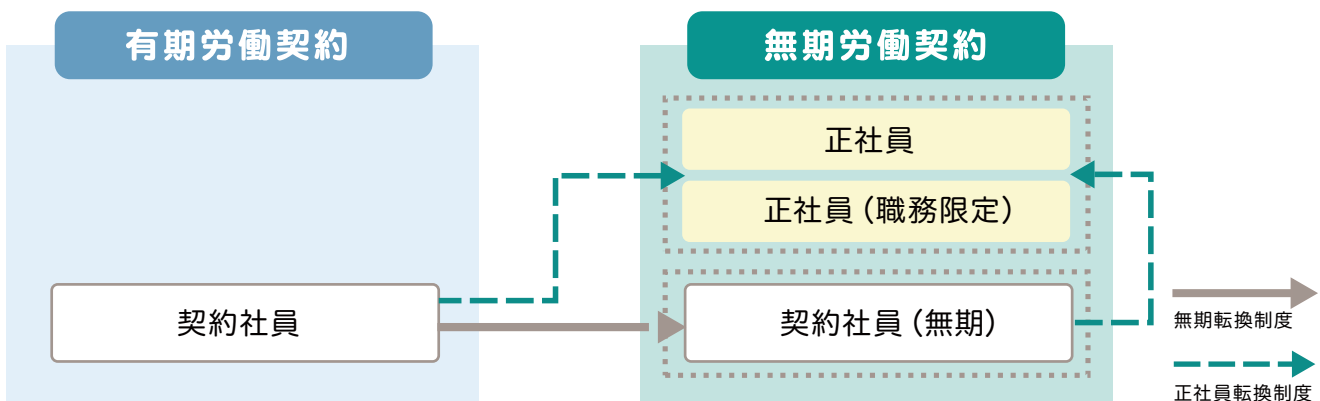 有期労働契約
無期労働契約
正社員
正社員（職務限定）
契約社員
契約社員（無期）
無期転換制度
正社員転換制度